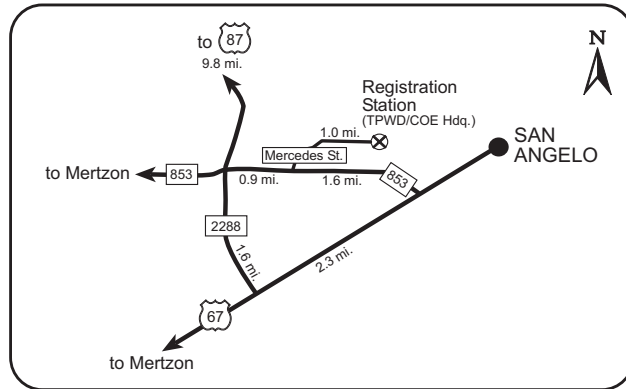 to 87
9.8 mi.
N
Registration
Station
(TPWD/COE Hdq.)
1.0 mi.
SAN
ANGELO
Mercedes St.
to Mertzon
853
0.9 mi.
1.6 mi.
853
2288
1.6 mi.
2.3 mi.
67
to Mertzon